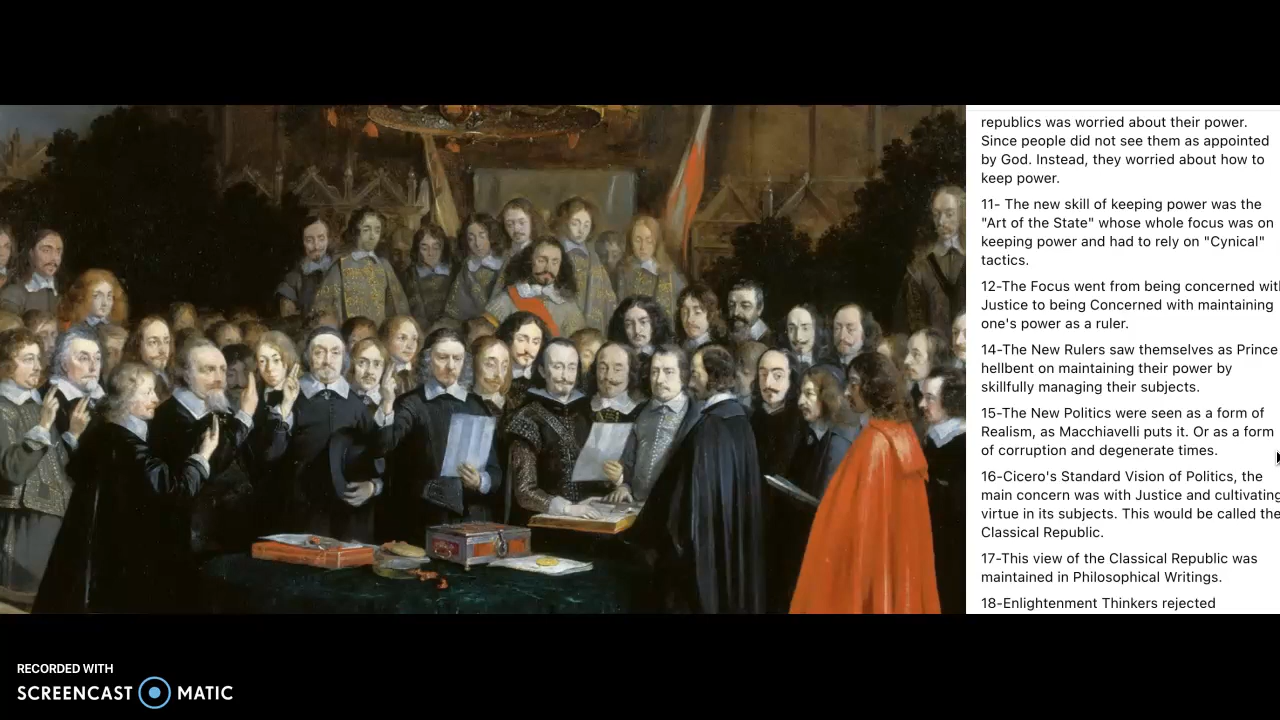 republics was worried about their power.
Since people did not see them as appointed
by God. Instead, they worried about how to
keep power.
11- The new skill of keeping power was the
"Art of the State" whose whole focus was on
keeping power and had to rely on "Cynical"
tactics.
12-The Focus went from being concerned with
Justice to being Concerned with maintaining
one's power as a ruler.
14-The New Rulers saw themselves as Prince
hellbent on maintaining their power by
skillfully managing their subjects.
15-The New Politics were seen as a form of
Realism, as Macchiavelli puts it. Or as a form
of corruption and degenerate times.
16-Cicero's Standard Vision of Politics, the
main concern was with Justice and cultivating
virtue in its subjects. This would be called the
Classical Republic.
17-This view of the Classical Republic was
maintained in Philosophical Writings.
18-Enlightenment Thinkers rejected
RECORDED WITH
SCREENCAST MATIC